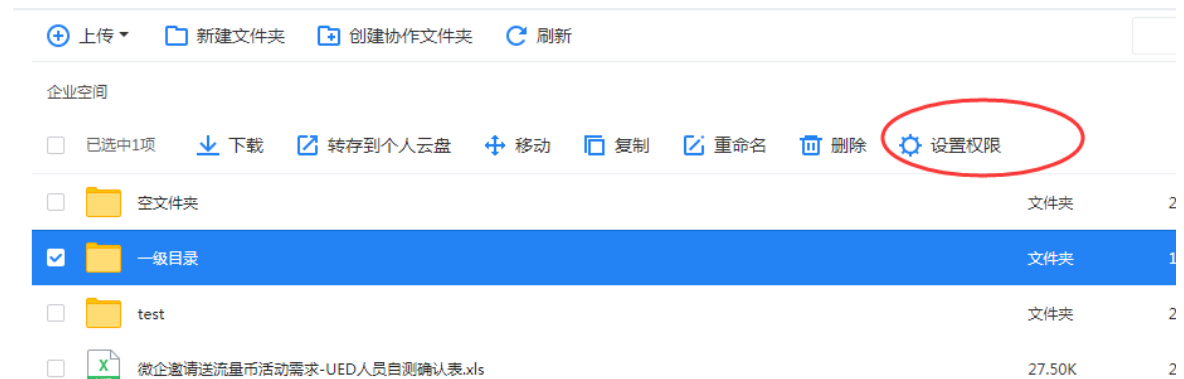 上传 新建文件夹 创建协作文件夹 刷新
企业空间
已选中1项 下载 转存到个人云盘 移动 复制 重命名 删除 设置权限
空文件夹 文件夹 2
一级目录 文件夹 1
test 文件夹 2
X 微企邀请送流量币活动需求-UED人员自测确认表.xls 27.50K 2